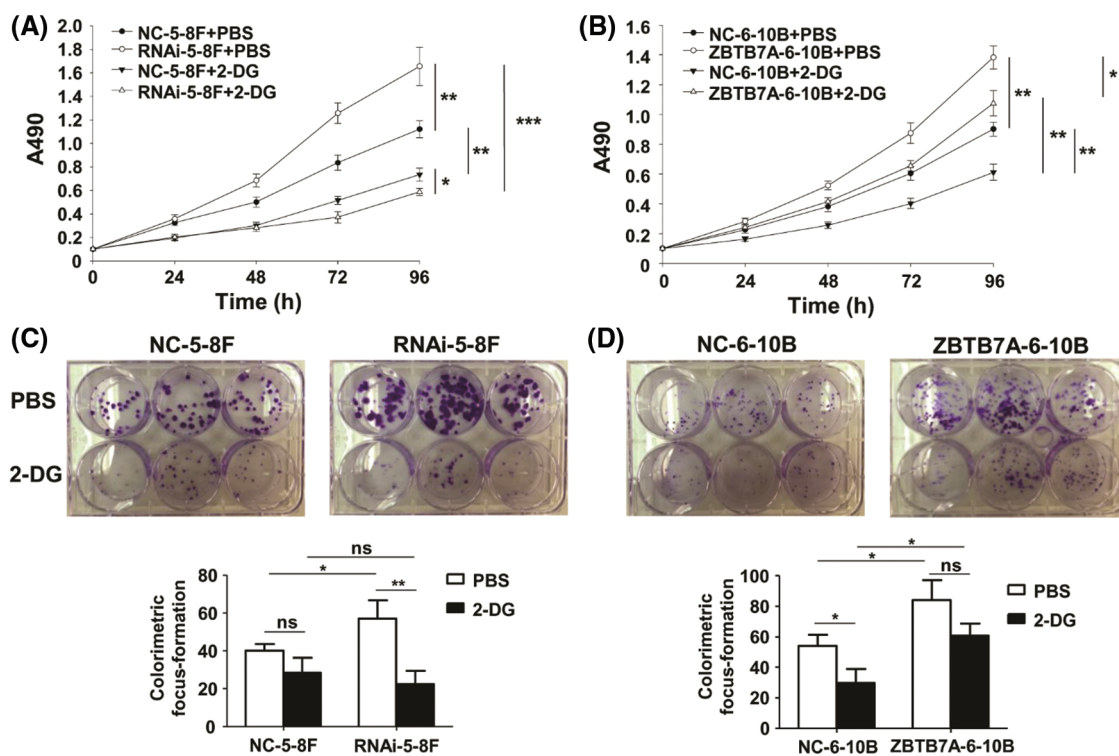 (A)
2.0
1.8
1.6
1.4
1.2
1.0
0.8
0.6
0.4
0.2
0
A490
NC-5-8F+PBS
RNAi-5-8F+PBS
NC-5-8F+2-DG
RNAi-5-8F+2-DG
**
***
**
*
0 24 48 72 96
Time (h)
(B)
1.6
1.4
1.2
1.0
0.8
0.6
0.4
0.2
0
A490
NC-6-10B+PBS
ZBTB7A-6-10B+PBS
NC-6-10B+2-DG
ZBTB7A-6-10B+2-DG
*
**
**
**
0 24 48 72 96
Time (h)
(C)
NC-5-8F RNAi-5-8F
PBS
2-DG
ns
*
**
ns
80
60
40
20
0
Colorimetric
focus-formation
PBS
2-DG
NC-5-8F RNAi-5-8F
(D)
NC-6-10B ZBTB7A-6-10B
*
*
ns
*
100
80
60
40
20
0
Colorimetric
focus-formation
PBS
2-DG
NC-6-10B ZBTB7A-6-10B